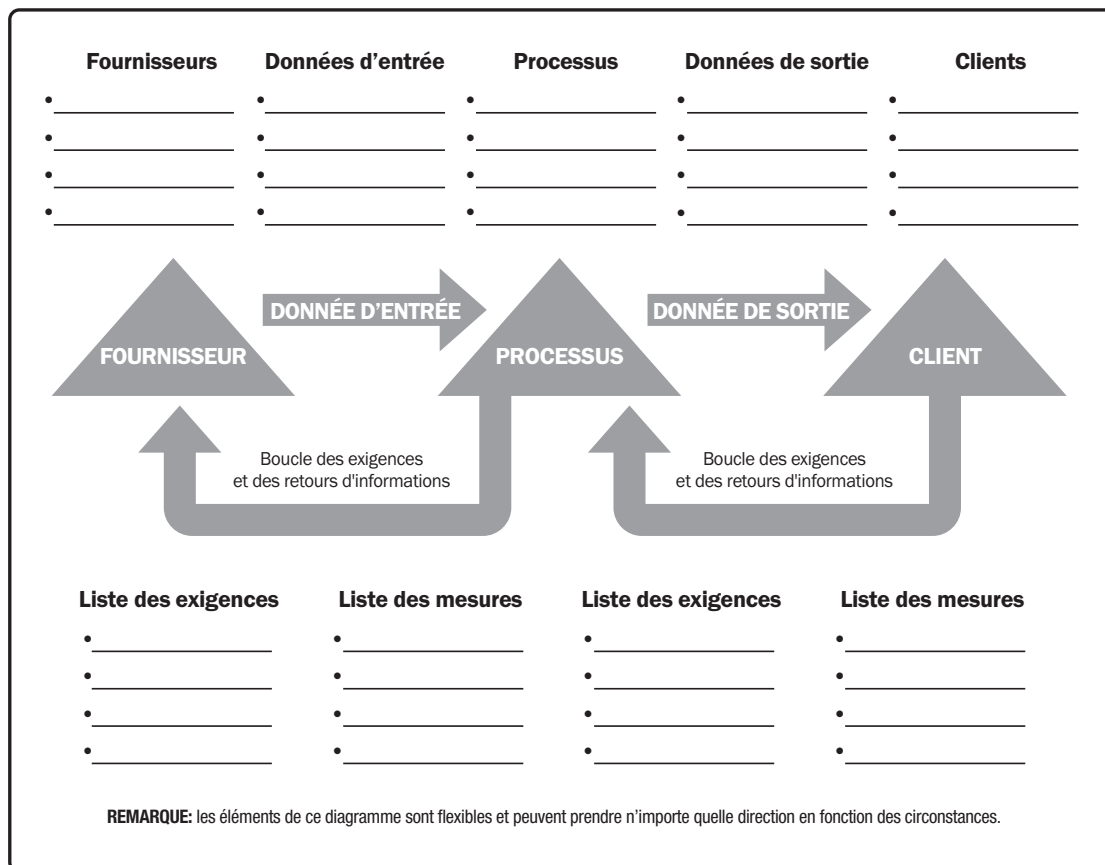 Fournisseurs
Données d’entrée
Processus
Données de sortie
Clients
DONNÉE D’ENTRÉE
DONNÉE DE SORTIE
FOURNISSEUR
PROCESSUS
CLIENT
Boucle des exigences
et des retours d'informations
Boucle des exigences
et des retours d'informations
Liste des exigences
Liste des mesures
Liste des exigences
Liste des mesures
REMARQUE: les éléments de ce diagramme sont flexibles et peuvent prendre n’importe quelle direction en fonction des circonstances.